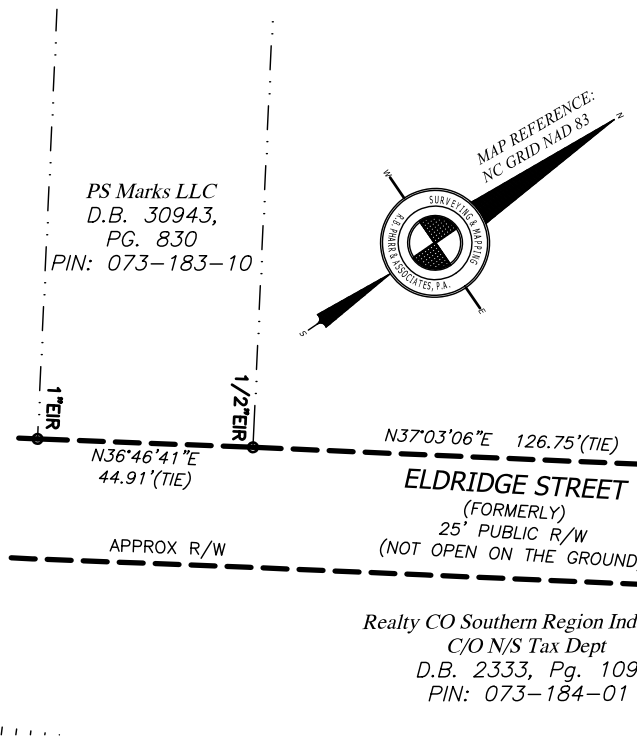 MAP REFERENCE:
NC GRID NAD 83
N
W
SURVEYING & MAPPING
R.B. PHARR & ASSOCIATES, P.A.
E
S
PS Marks LLC
D.B. 30943,
PG. 830
PIN: 073-183-10
1"EIR
1/2"EIR
N36°46'41"E
44.91'(TIE)
N37°03'06"E 126.75'(TIE)
ELDRIDGE STREET
(FORMERLY)
25' PUBLIC R/W
(NOT OPEN ON THE GROUND)
APPROX R/W
Realty CO Southern Region Ind
C/O N/S Tax Dept
D.B. 2333, Pg. 109
PIN: 073-184-01